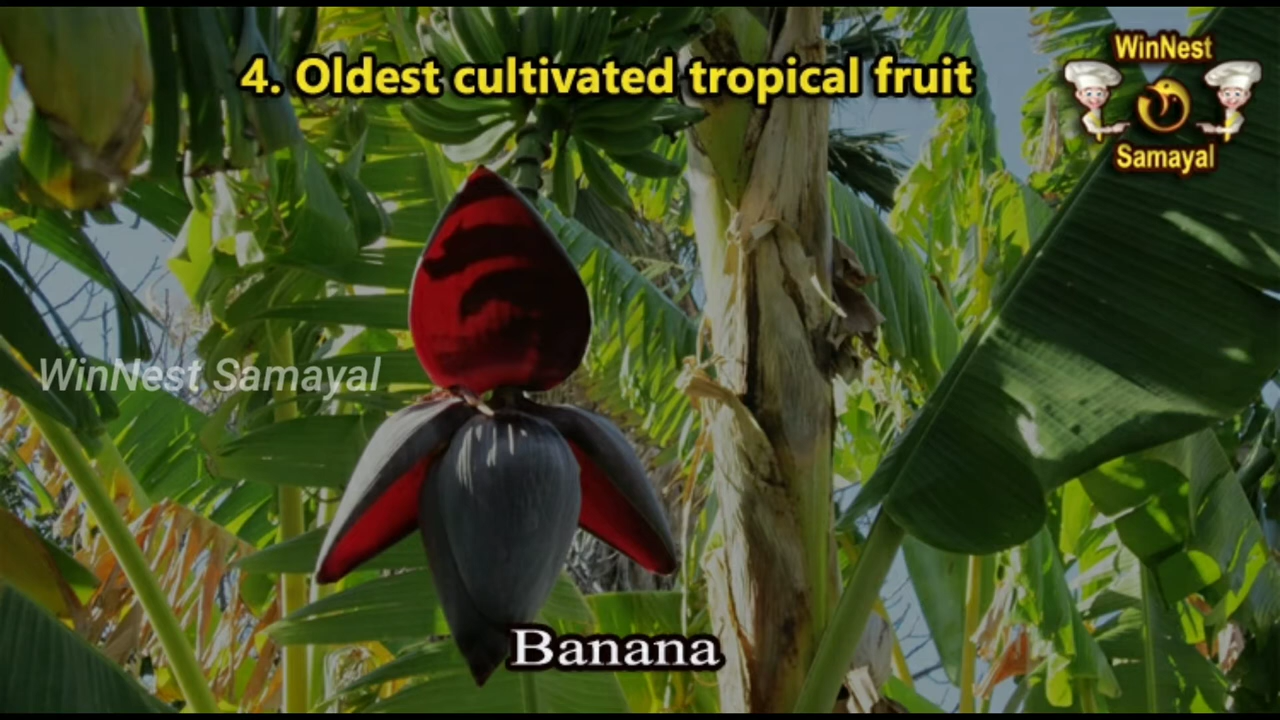 4. Oldest cultivated tropical fruit
WinNest
Samayal
WinNest Samayal
Banana